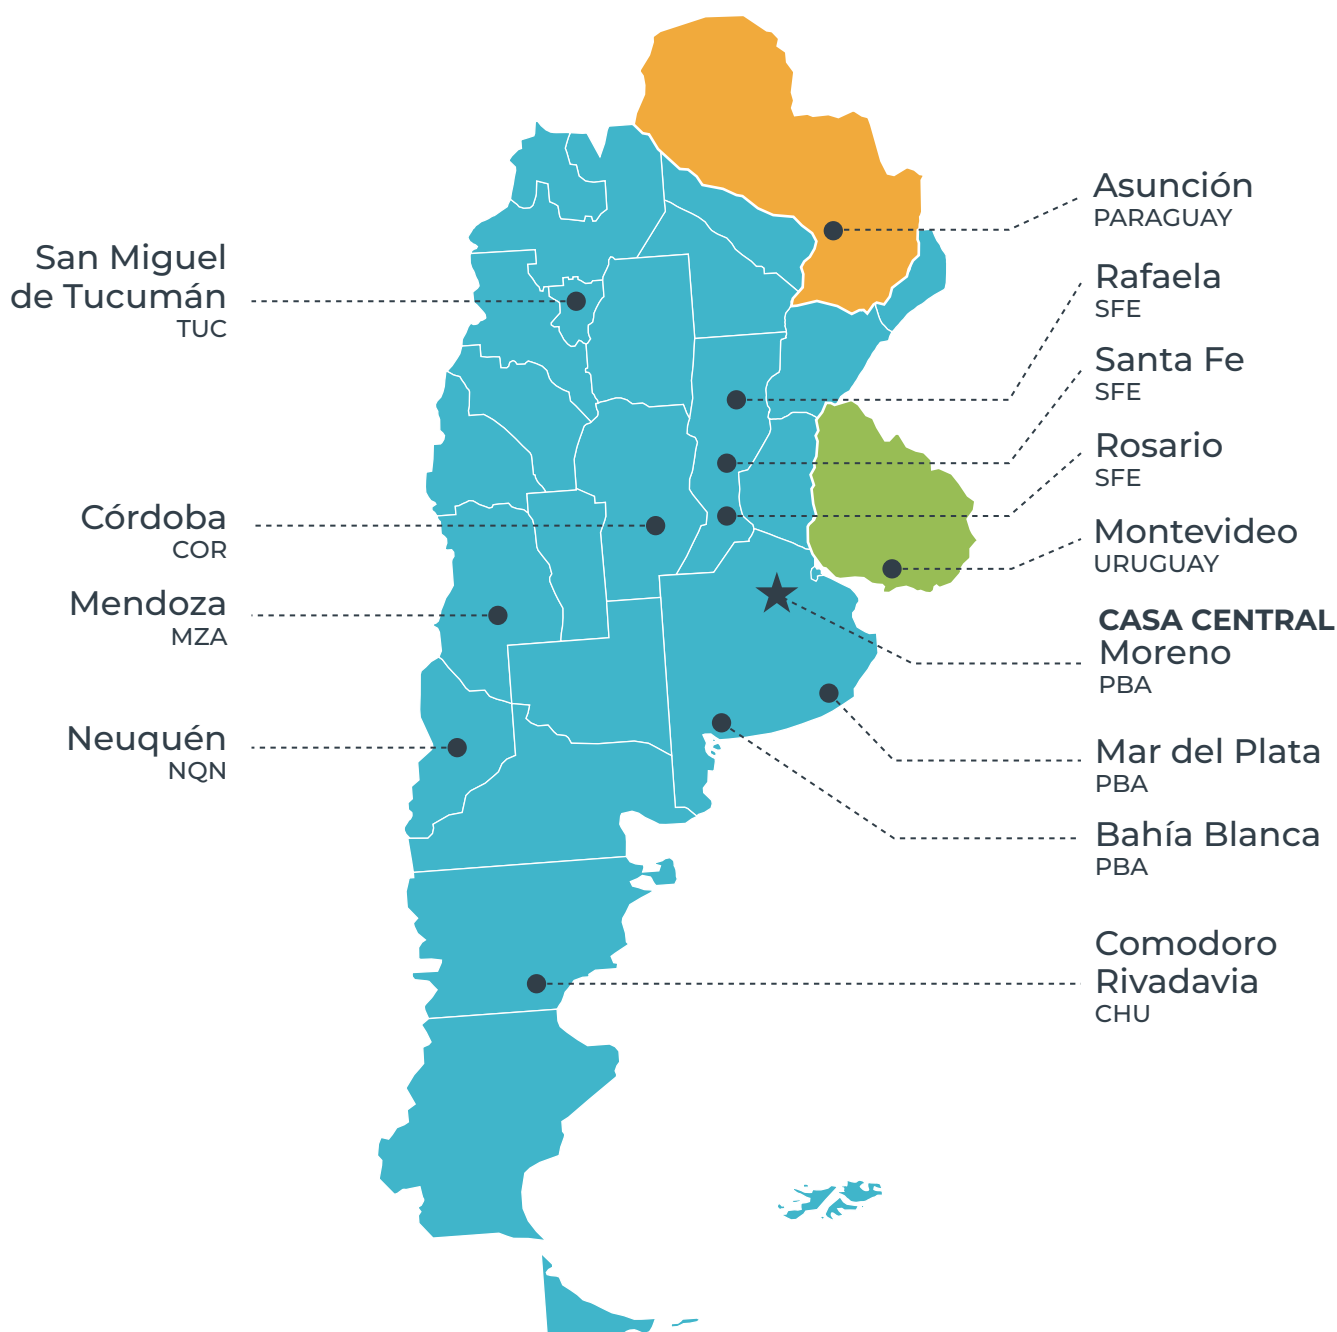 San Miguel
de Tucumán
TUC
Córdoba
COR
Mendoza
MZA
Neuquén
NQN
Asunción
PARAGUAY
Rafaela
SFE
Santa Fe
SFE
Rosario
SFE
Montevideo
URUGUAY
CASA CENTRAL
Moreno
PBA
Mar del Plata
PBA
Bahía Blanca
PBA
Comodoro
Rivadavia
CHU